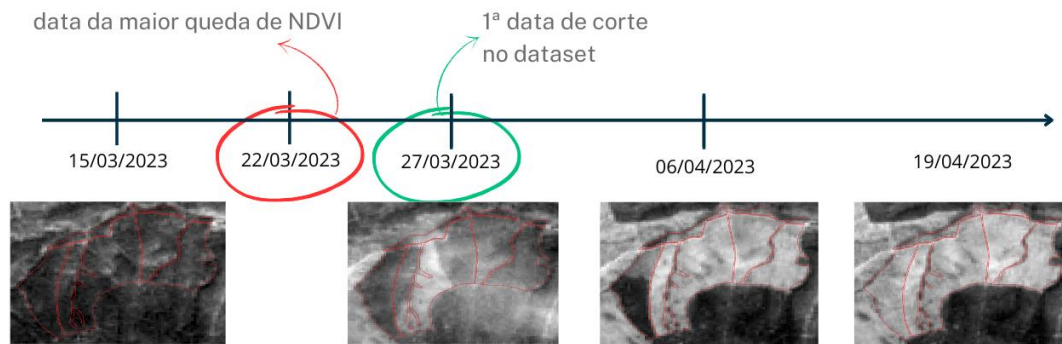 data da maior queda de NDVI
1ª data de corte
no dataset
15/03/2023
22/03/2023
27/03/2023
06/04/2023
19/04/2023